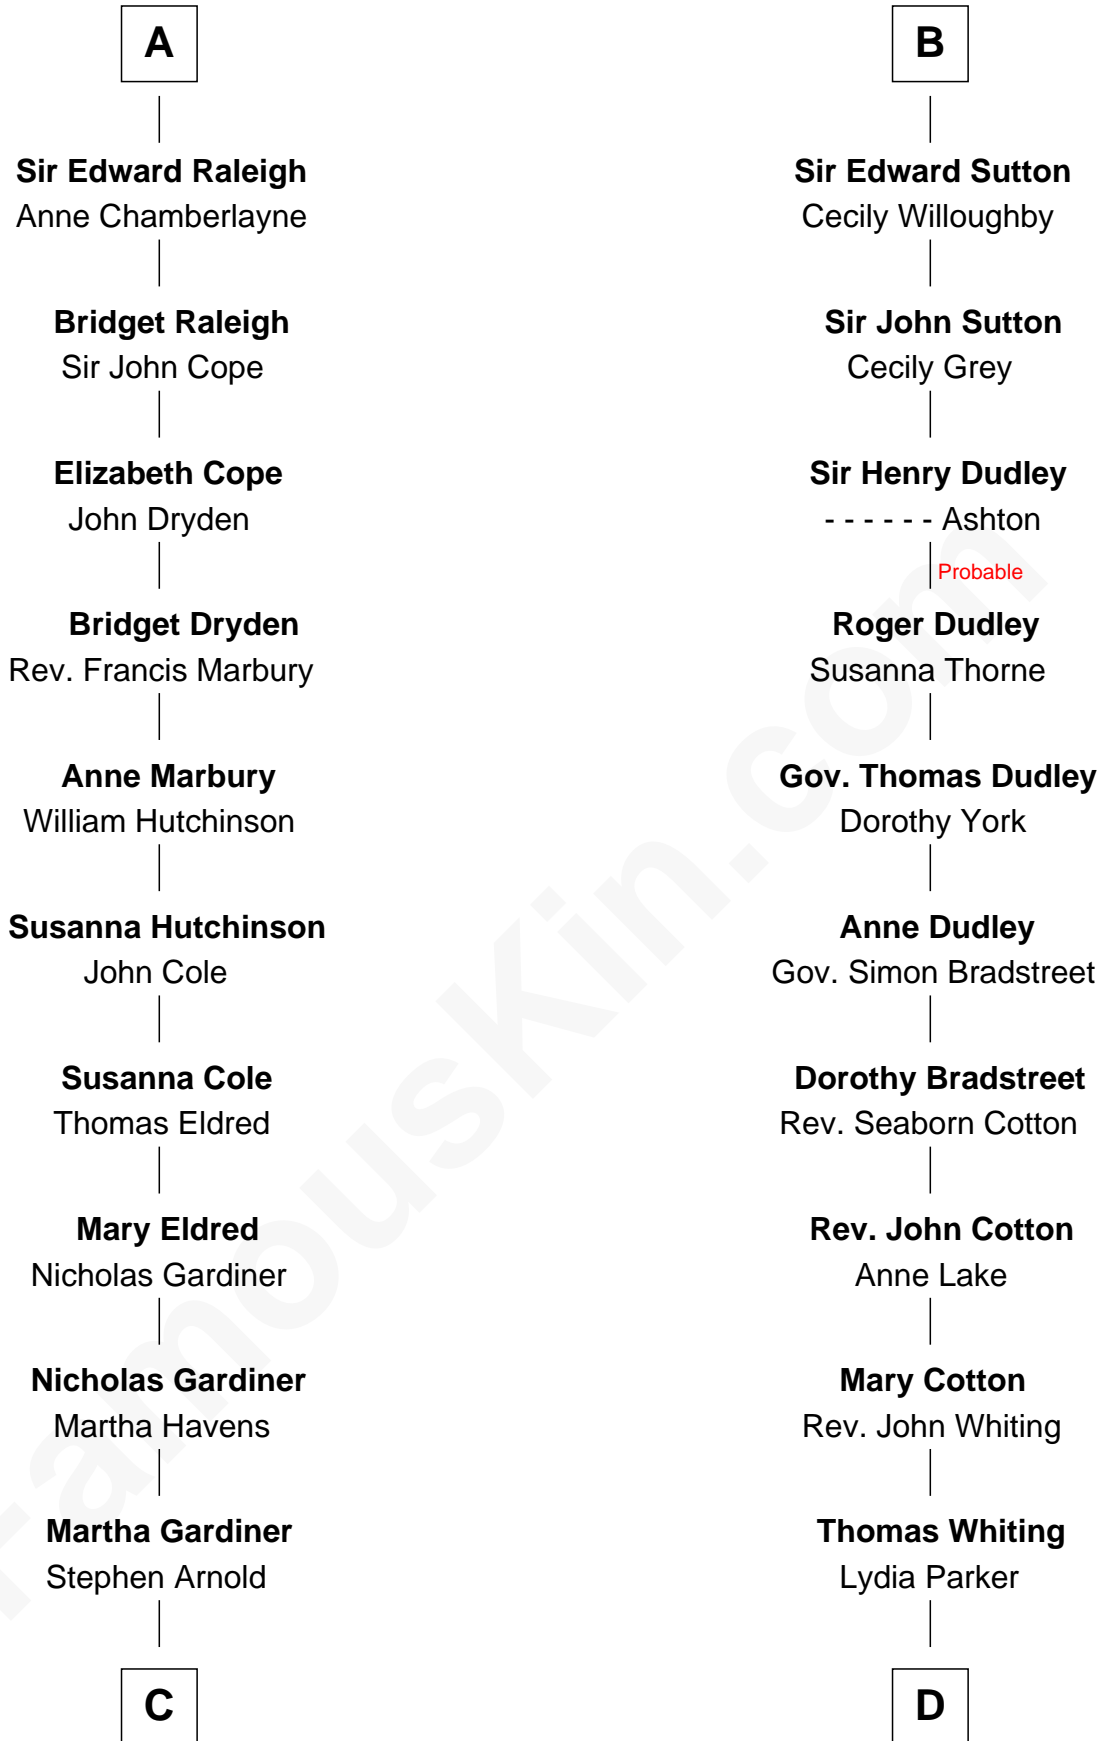 A
Sir Edward Raleigh
Anne Chamberlayne
Bridget Raleigh
Sir John Cope
Elizabeth Cope
John Dryden
Bridget Dryden
Rev. Francis Marbury
Anne Marbury
William Hutchinson
Susanna Hutchinson
John Cole
Susanna Cole
Thomas Eldred
Mary Eldred
Nicholas Gardiner
Nicholas Gardiner
Martha Havens
Martha Gardiner
Stephen Arnold
C
B
Sir Edward Sutton
Cecily Willoughby
Sir John Sutton
Cecily Grey
Sir Henry Dudley
- - - - - - Ashton
Probable
Roger Dudley
Susanna Thorne
Gov. Thomas Dudley
Dorothy York
Anne Dudley
Gov. Simon Bradstreet
Dorothy Bradstreet
Rev. Seaborn Cotton
Rev. John Cotton
Anne Lake
Mary Cotton
Rev. John Whiting
Thomas Whiting
Lydia Parker
D
FamousKin.com